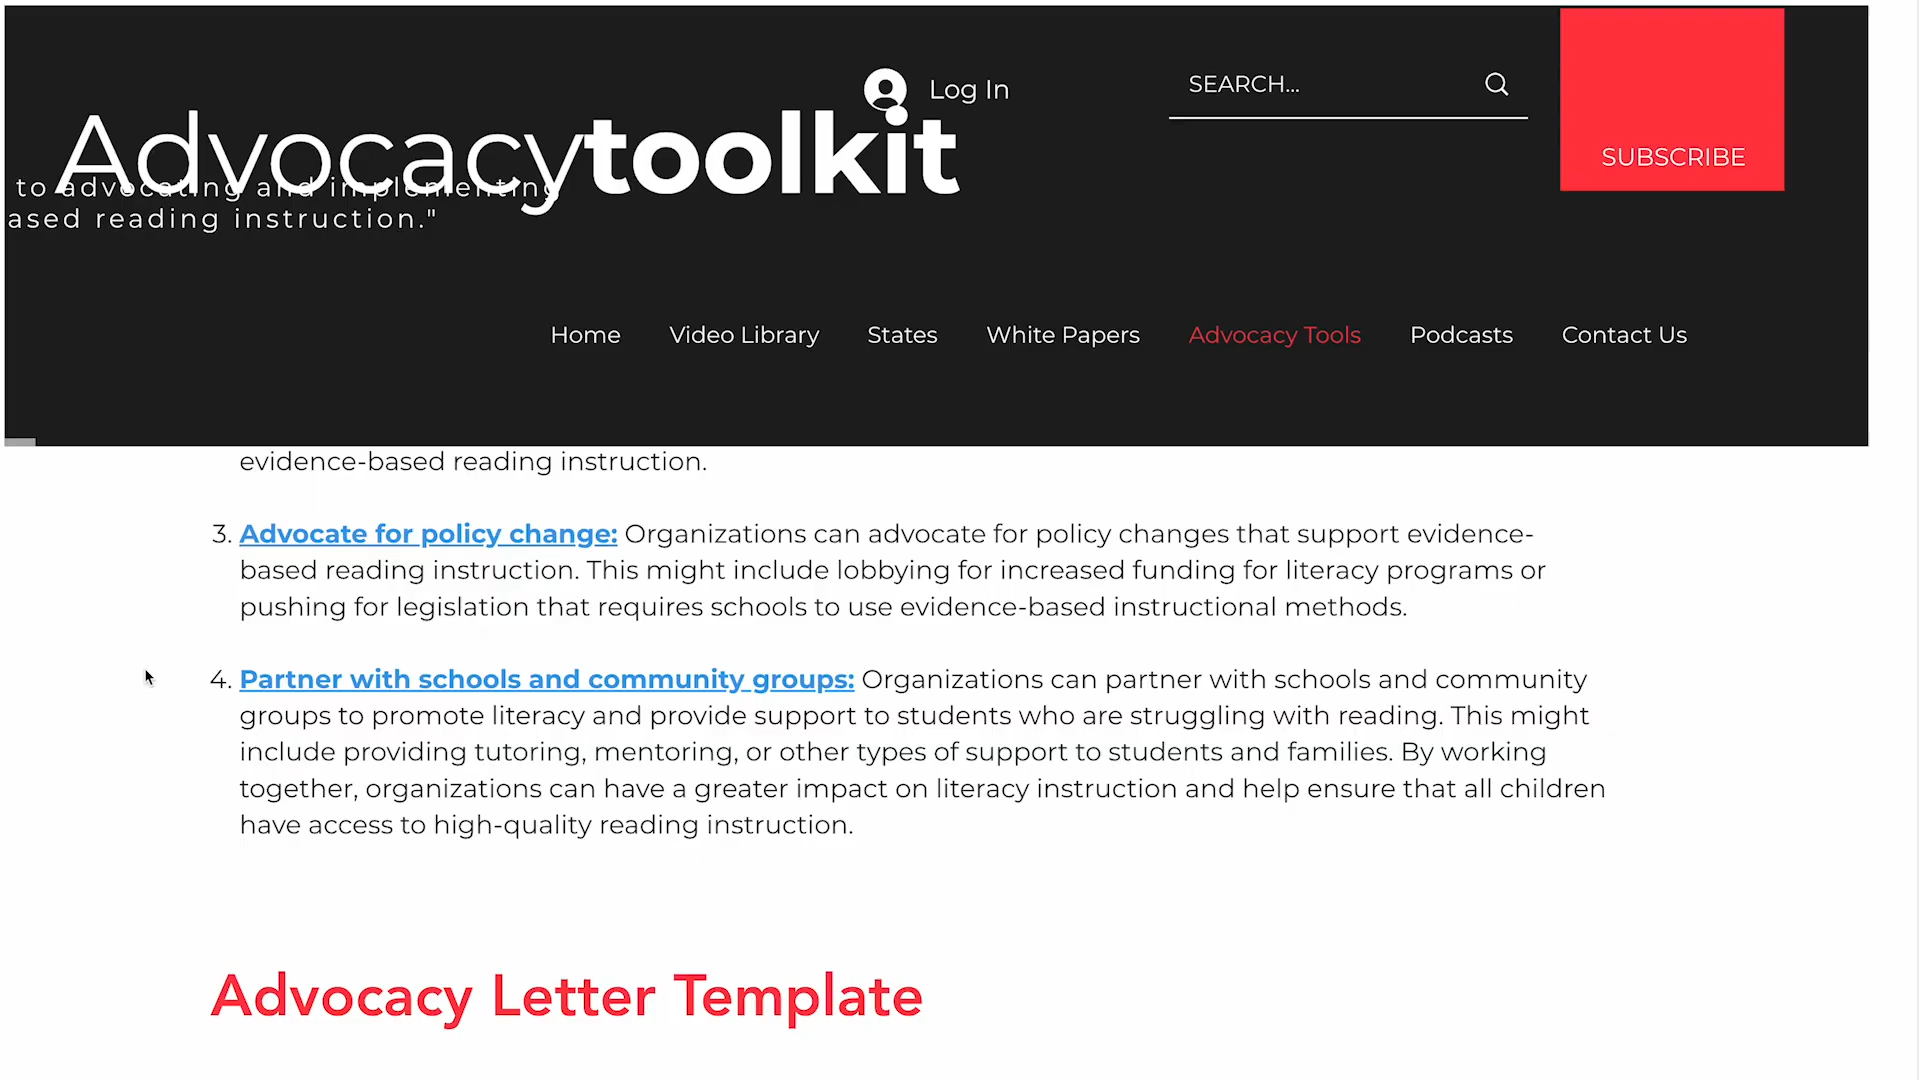 Log In
SEARCH...
SUBSCRIBE
Advocacytoolkit
to advocating and implementing
ased reading instruction."
Home Video Library States White Papers Advocacy Tools Podcasts Contact Us
evidence-based reading instruction.
3. Advocate for policy change: Organizations can advocate for policy changes that support evidence-
based reading instruction. This might include lobbying for increased funding for literacy programs or
pushing for legislation that requires schools to use evidence-based instructional methods.
4. Partner with schools and community groups: Organizations can partner with schools and community
groups to promote literacy and provide support to students who are struggling with reading. This might
include providing tutoring, mentoring, or other types of support to students and families. By working
together, organizations can have a greater impact on literacy instruction and help ensure that all children
have access to high-quality reading instruction.
Advocacy Letter Template